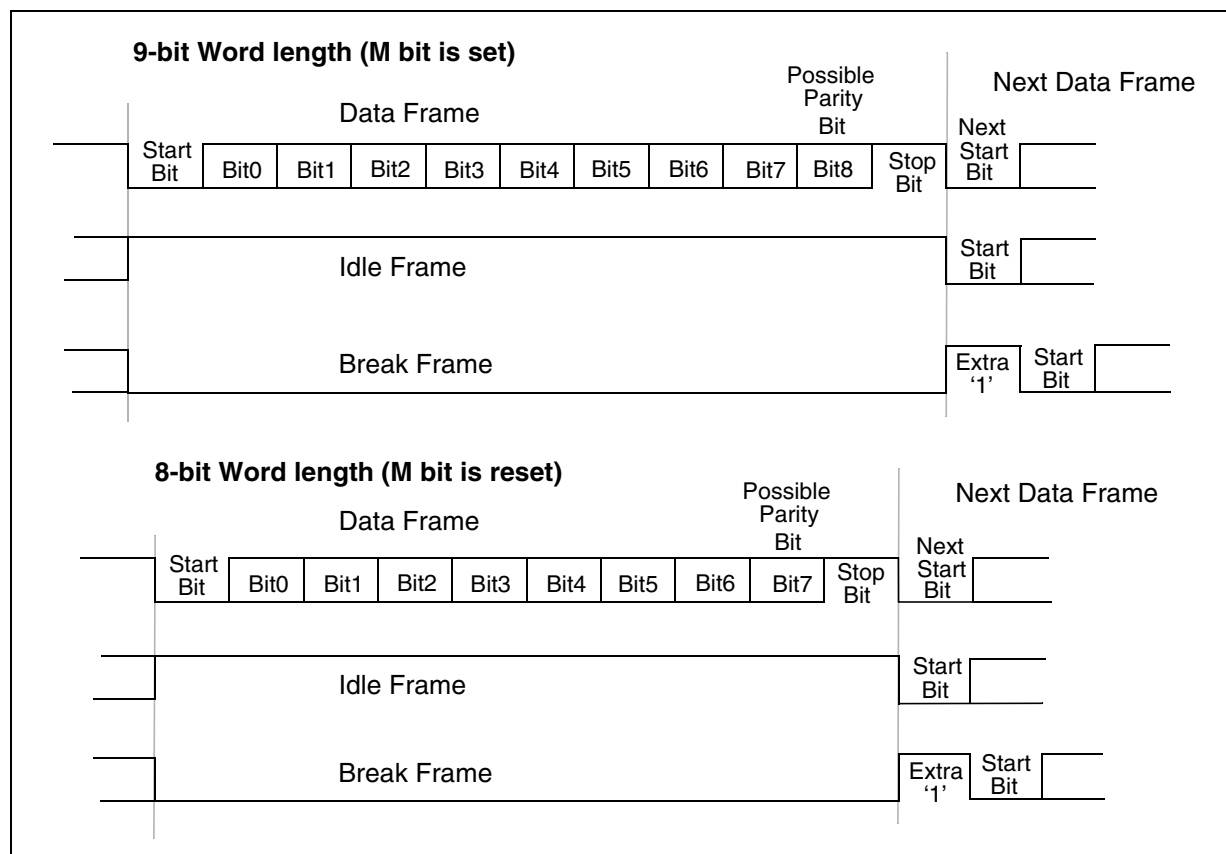 9-bit Word length (M bit is set)
Possible
Parity
Bit
Next Data Frame
Data Frame
Start
Bit
Bit0
Bit1
Bit2
Bit3
Bit4
Bit5
Bit6
Bit7
Bit8
Stop
Bit
Next
Start
Bit
Idle Frame
Start
Bit
Break Frame
Extra
‘1’
Start
Bit
8-bit Word length (M bit is reset)
Possible
Parity
Bit
Next Data Frame
Data Frame
Start
Bit
Bit0
Bit1
Bit2
Bit3
Bit4
Bit5
Bit6
Bit7
Stop
Bit
Next
Start
Bit
Idle Frame
Start
Bit
Break Frame
Extra
‘1’
Start
Bit